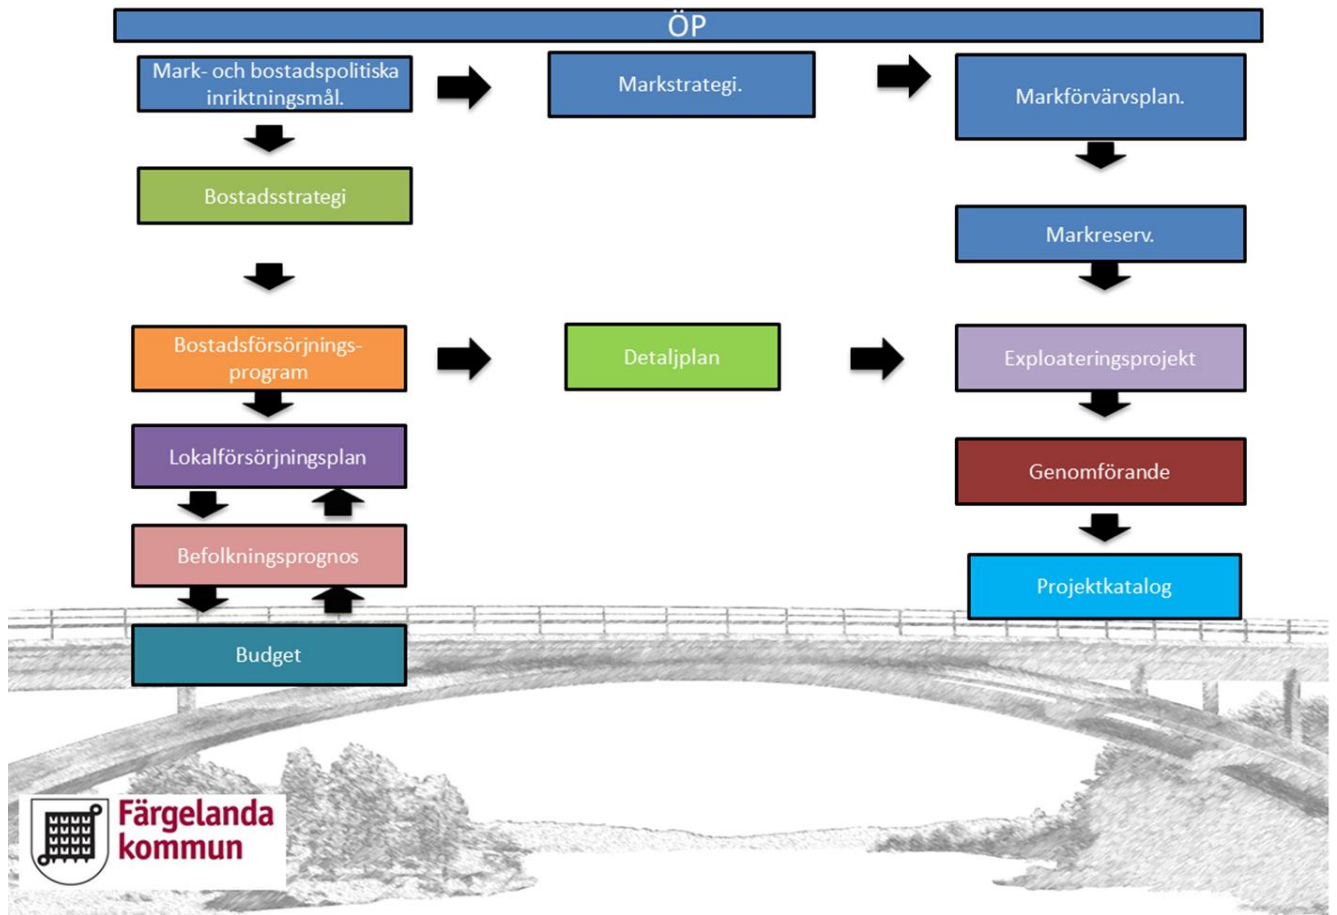 ÖP
Mark- och bostadspolitiska
inriktningsmål.
Markstrategi.
Markförvärvsplan.
Bostadsstrategi
Markreserv.
Bostadsförsörjnings-
program
Detaljplan
Exploateringsprojekt
Lokalförsörjningsplan
Genomförande
Befolkningsprognos
Projektkatalog
Budget
Färgelanda
kommun